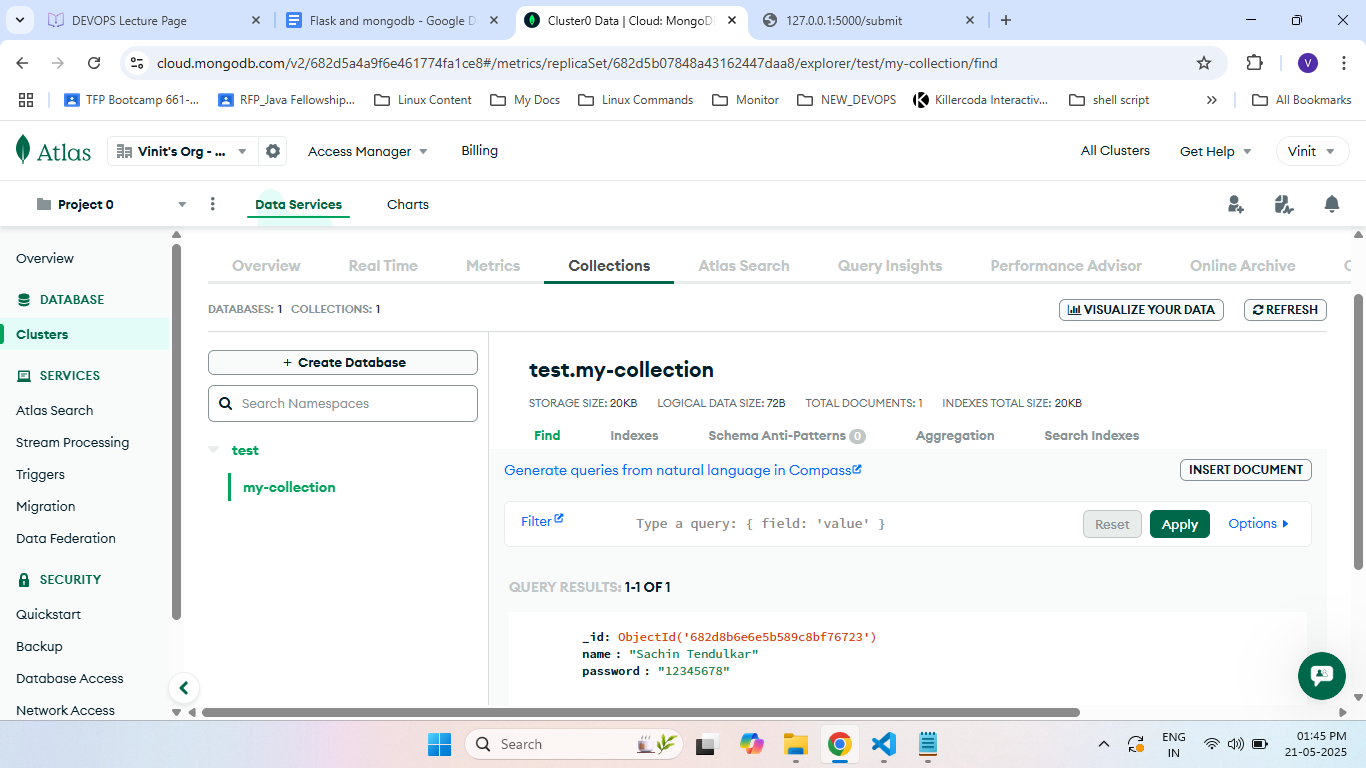 DEVOPS Lecture Page
Flask and mongodb - Google D
Cluster0 Data | Cloud: MongoDB
127.0.0.1:5000/submit
cloud.mongodb.com/v2/682d5a4a9f6e461774fa1ce8#/metrics/replicaSet/682d5b07848a43162447daa8/explorer/test/my-collection/find
V
TFP Bootcamp 661-...
RFP_Java Fellowship...
Linux Content
My Docs
Linux Commands
Monitor
NEW_DEVOPS
Killercoda Interactiv...
shell script
All Bookmarks
Atlas
Vinit's Org - ...
Access Manager
Billing
All Clusters
Get Help
Vinit
Project 0
Data Services
Charts
Overview
DATABASE
Clusters
SERVICES
Atlas Search
Stream Processing
Triggers
Migration
Data Federation
SECURITY
Quickstart
Backup
Database Access
Network Access
Overview
Real Time
Metrics
Collections
Atlas Search
Query Insights
Performance Advisor
Online Archive
DATABASES: 1 COLLECTIONS: 1
VISUALIZE YOUR DATA
REFRESH
+ Create Database
Search Namespaces
test
my-collection
test.my-collection
STORAGE SIZE: 20KB LOGICAL DATA SIZE: 72B TOTAL DOCUMENTS: 1 INDEXES TOTAL SIZE: 20KB
Find
Indexes
Schema Anti-Patterns 0
Aggregation
Search Indexes
Generate queries from natural language in Compass
INSERT DOCUMENT
Filter
Type a query: { field: 'value' }
Reset
Apply
Options
QUERY RESULTS: 1-1 OF 1
_id: ObjectId('682d8b6e6e5b589c8bf76723')
name : "Sachin Tendulkar"
password : "12345678"
Search
ENG
IN
01:45 PM
21-05-2025